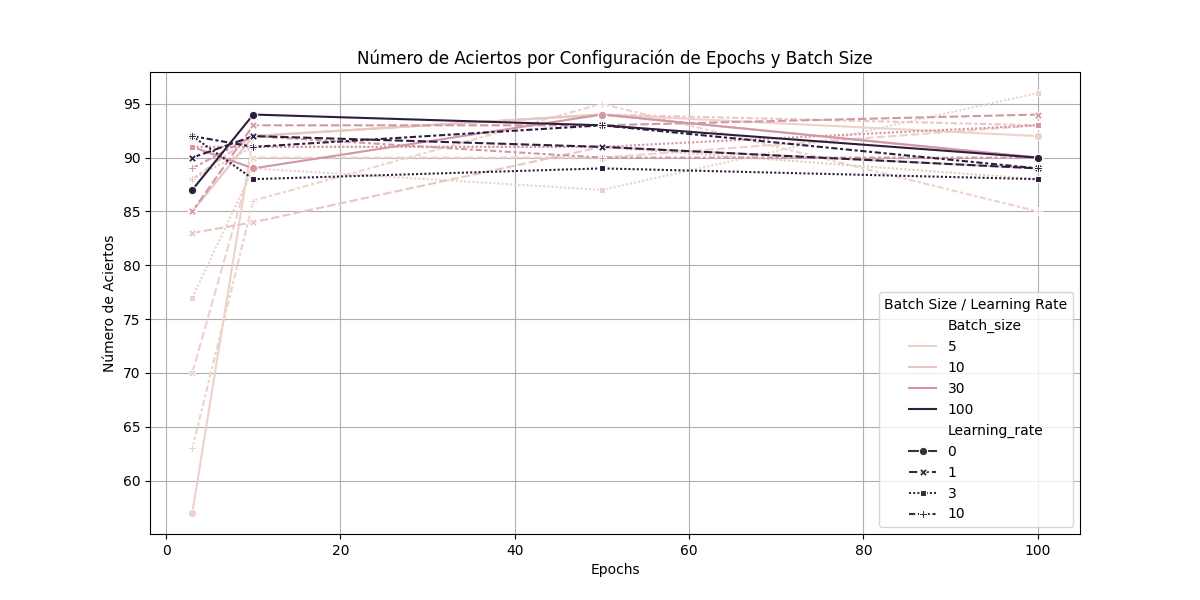 Número de Aciertos por Configuración de Epochs y Batch Size
Número de Aciertos
95
90
85
80
75
70
65
60
0 20 40 60 80 100
Epochs
Batch Size / Learning Rate
Batch_size
5
10
30
100
Learning_rate
0
1
3
10